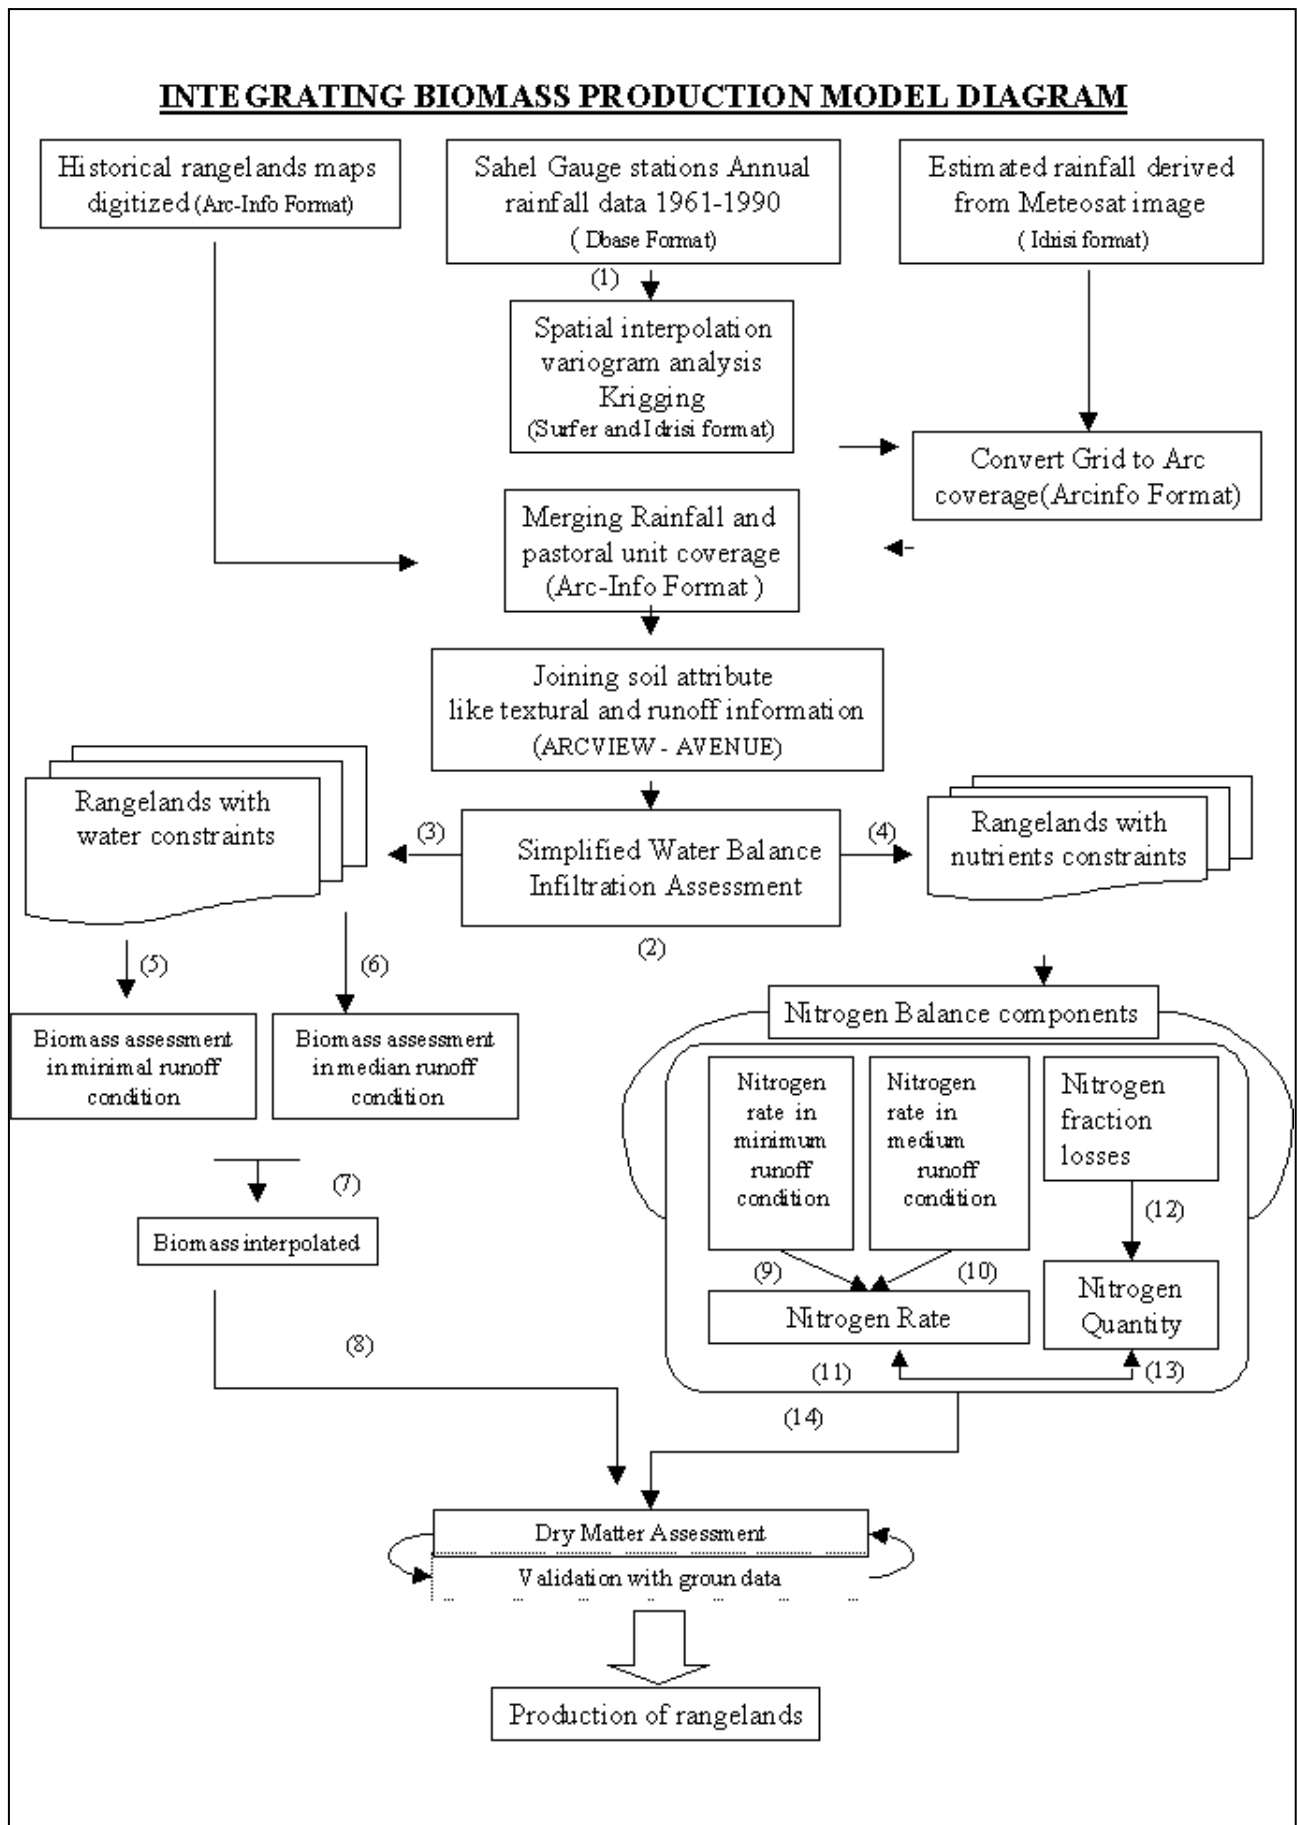 INTEGRATING BIOMASS PRODUCTION MODEL DIAGRAM
Historical rangelands maps
digitized (Arc-Info Format)
Sahel Gauge stations Annual
rainfall data 1961-1990
( Dbase Format)
Estimated rainfall derived
from Meteosat image
( Idrisi format)
(1)
Spatial interpolation
variogram analysis
Krigging
(Surfer and Idrisi format)
Convert Grid to Arc
coverage(Arcinfo Format)
Merging Rainfall and
pastoral unit coverage
(Arc-Info Format )
Joining soil attribute
like textural and runoff information
(ARCVIEW - AVENUE)
Rangelands with
water constraints
(3)
Simplified Water Balance
Infiltration Assessment
(4)
Rangelands with
nutrients constraints
(2)
(5)
(6)
Biomass assessment
in minimal runoff
condition
Biomass assessment
in median runoff
condition
Nitrogen Balance components
Nitrogen
rate in
minimum
runoff
condition
Nitrogen
rate in
medium
runoff
condition
Nitrogen
fraction
losses
(7)
Biomass interpolated
(12)
(9)
(10)
Nitrogen Rate
Nitrogen
Quantity
(8)
(11)
(13)
(14)
Dry Matter Assessment
Validation with groun data
Production of rangelands